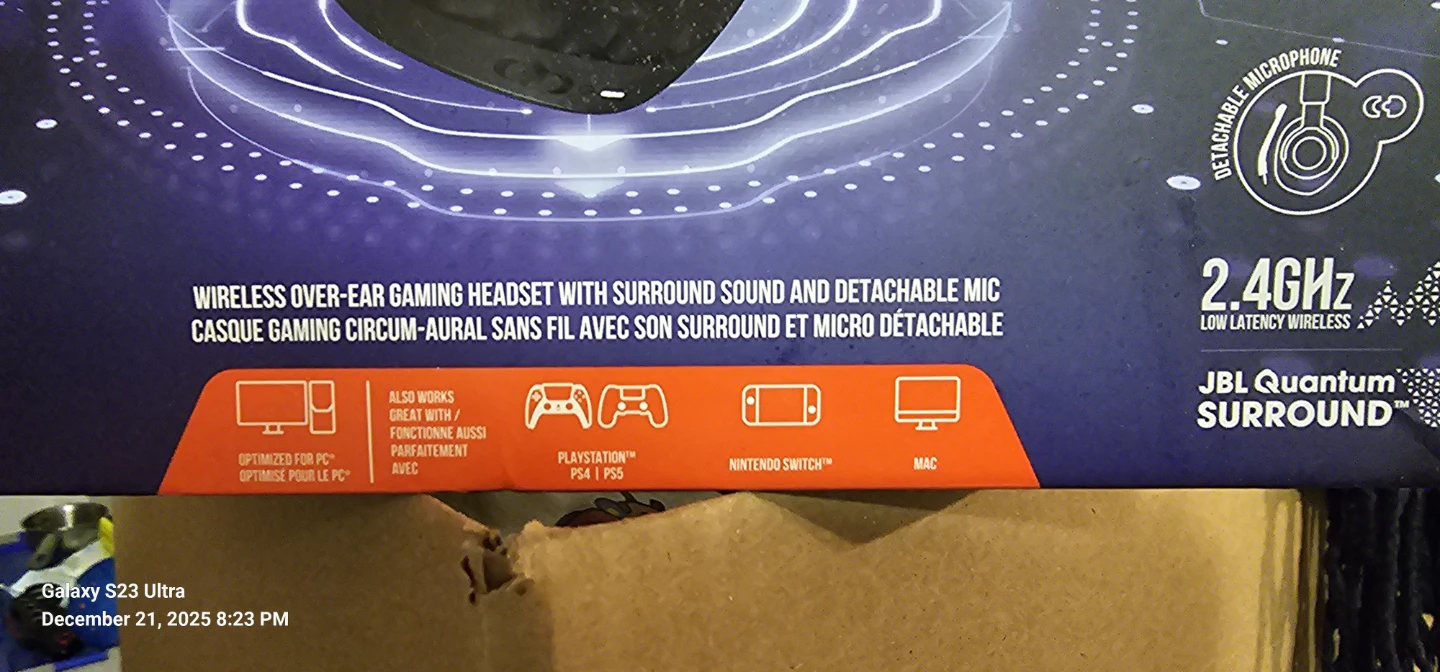 DETACHABLE MICROPHONE
2.4GHz
LOW LATENCY WIRELESS
JBL Quantum
SURROUND™
WIRELESS OVER-EAR GAMING HEADSET WITH SURROUND SOUND AND DETACHABLE MIC
CASQUE GAMING CIRCUM-AURAL SANS FIL AVEC SON SURROUND ET MICRO DÉTACHABLE
OPTIMIZED FOR PC*
OPTIMISÉ POUR LE PC*
ALSO WORKS
GREAT WITH /
FONCTIONNE AUSSI
PARFAITEMENT
AVEC
PLAYSTATION™
PS4 | PS5
NINTENDO SWITCH™
MAC
Galaxy S23 Ultra
December 21, 2025 8:23 PM